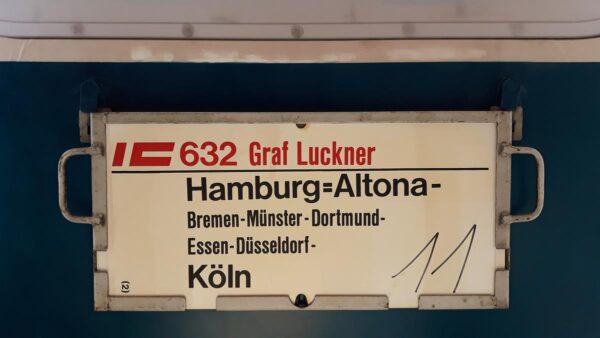 IC 632 Graf Luckner
Hamburg=Altona-
Bremen-Münster-Dortmund-
Essen-Düsseldorf-
Köln
11
(2)